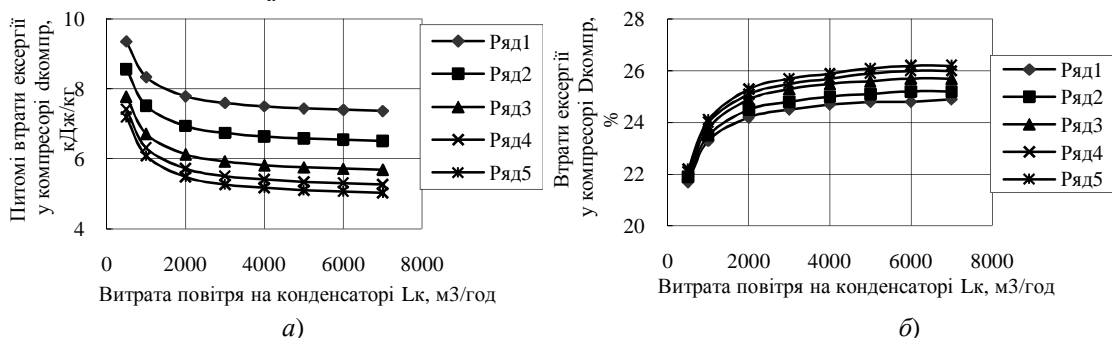 Питомі втрати ексергії
у компресорі dкомпр,
кДж/кг
10
8
6
4
0 2000 4000 6000 8000
Ряд1
Ряд2
Ряд3
Ряд4
Ряд5
Витрата повітря на конденсаторі Lк, м3/год
а)
Втрати ексергії
у компресорі Dкомпр,
%
28
26
24
22
20
0 2000 4000 6000 8000
Ряд1
Ряд2
Ряд3
Ряд4
Ряд5
Витрата повітря на конденсаторі Lк, м3/год
б)